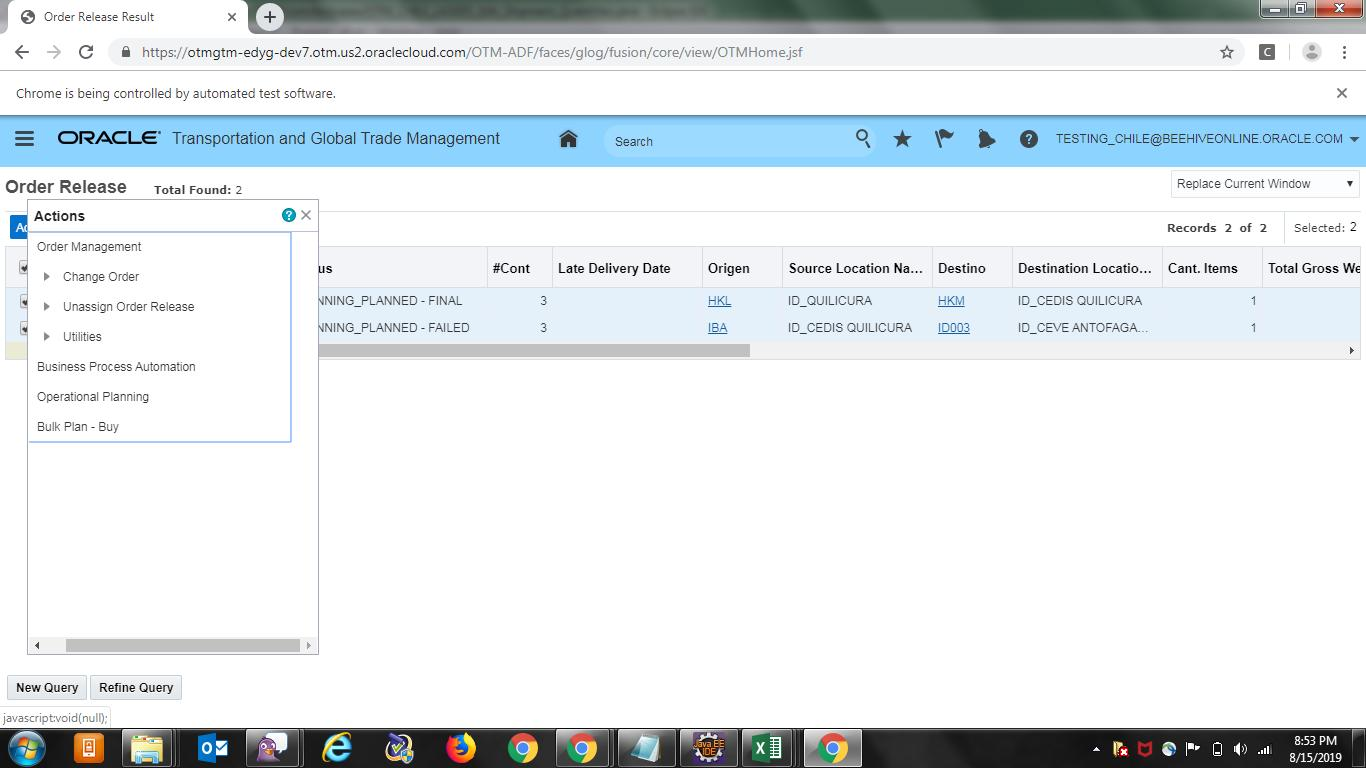 Order Release Result
https://otmgtm-edyg-dev7.otm.us2.oraclecloud.com/OTM-ADF/faces/glog/fusion/core/view/OTMHome.jsf
C
Chrome is being controlled by automated test software.
ORACLE Transportation and Global Trade Management
Search
? TESTING_CHILE@BEEHIVEONLINE.ORACLE.COM
Order Release Total Found: 2
Replace Current Window
Actions ?
Records 2 of 2 Selected: 2
us #Cont Late Delivery Date Origen Source Location Na... Destino Destination Locatio... Cant. Items Total Gross We
NNING_PLANNED - FINAL 3 HKL ID_QUILICURA HKM ID_CEDIS QUILICURA 1
NNING_PLANNED - FAILED 3 IBA ID_CEDIS QUILICURA ID003 ID_CEVE ANTOFAGA... 1
Order Management
Change Order
Unassign Order Release
Utilities
Business Process Automation
Operational Planning
Bulk Plan - Buy
New Query Refine Query
javascript:void(null);
Java EE
IDE
8:53 PM
8/15/2019